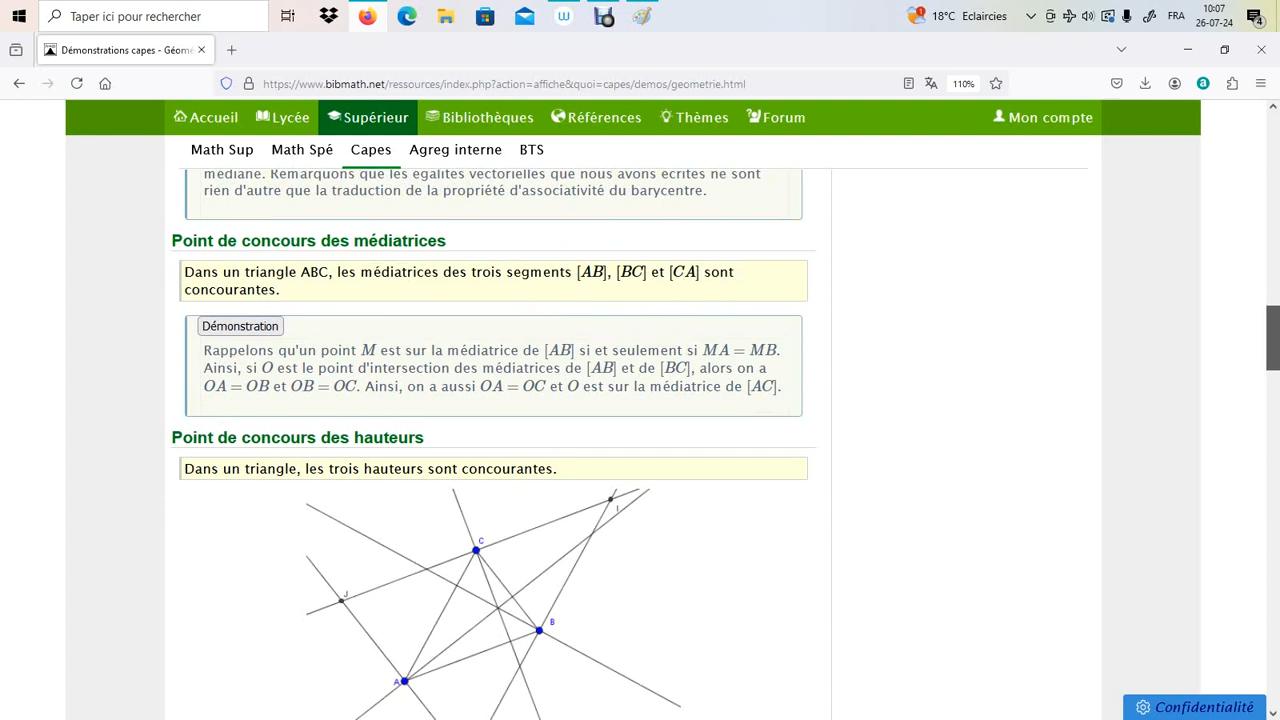 Taper ici pour rechercher
W
1
18°C Eclaircies
FRA
10:07
26-07-24
4
Démonstrations capes - Géomé
https://www.bibmath.net/ressources/index.php?action=affiche&quoi=capes/demos/geometrie.html
110%
a
Accueil
Lycée
Supérieur
Bibliothèques
Références
Thèmes
Forum
Mon compte
Math Sup
Math Spé
Capes
Agreg interne
BTS
médiane. Remarquons que les égalités vectorielles que nous avons écrites ne sont
rien d'autre que la traduction de la propriété d'associativité du barycentre.
Point de concours des médiatrices
Dans un triangle ABC, les médiatrices des trois segments [AB], [BC] et [CA] sont
concourantes.
Démonstration
Rappelons qu'un point M est sur la médiatrice de [AB] si et seulement si MA = MB.
Ainsi, si O est le point d'intersection des médiatrices de [AB] et de [BC], alors on a
OA = OB et OB = OC. Ainsi, on a aussi OA = OC et O est sur la médiatrice de [AC].
Point de concours des hauteurs
Dans un triangle, les trois hauteurs sont concourantes.
I
C
J
B
A
Confidentialité